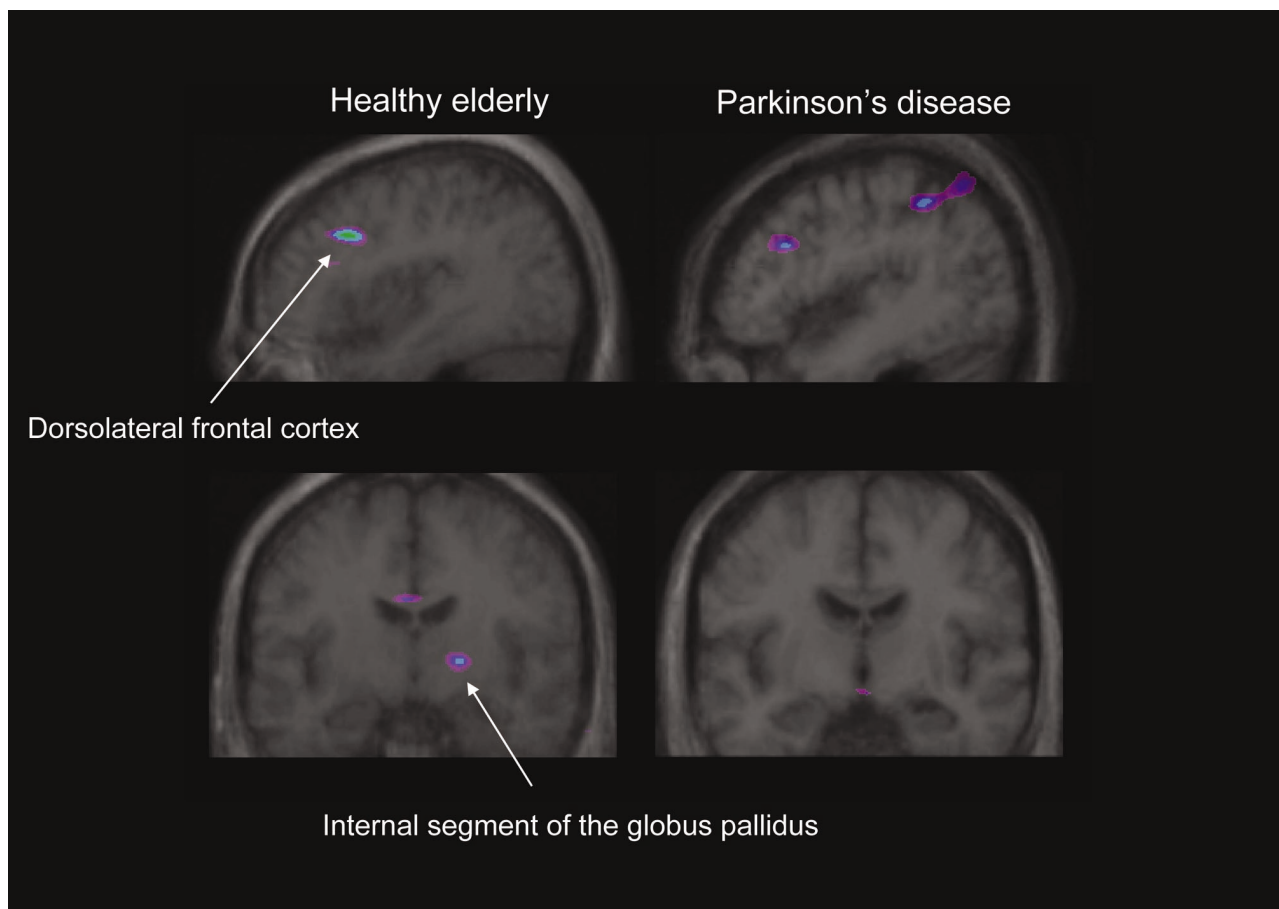 Healthy elderly
Parkinson's disease
Dorsolateral frontal cortex
Internal segment of the globus pallidus